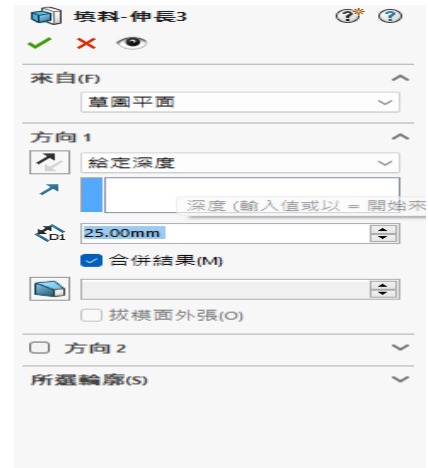 填料-伸長3
來自(F)
草圖平面
方向 1
給定深度
深度 (輸入值或以 = 開始來
D1
25.00mm
合併結果(M)
拔模面外張(O)
方向 2
所選輪廓(S)